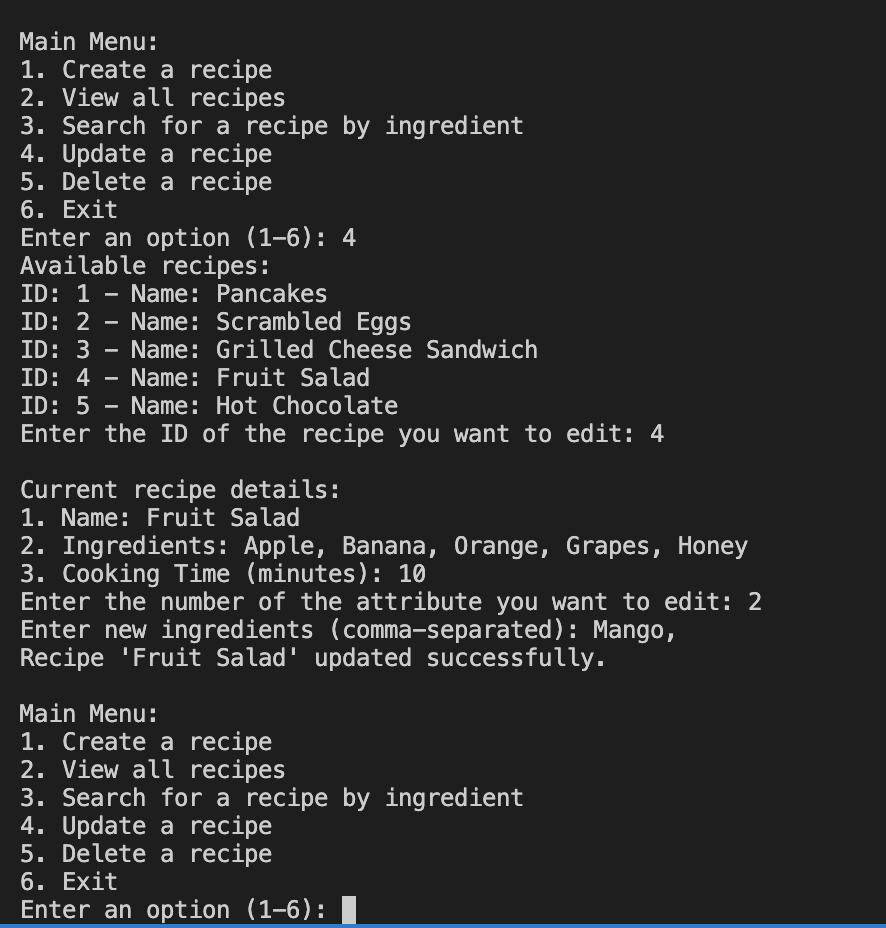 Main Menu:
1. Create a recipe
2. View all recipes
3. Search for a recipe by ingredient
4. Update a recipe
5. Delete a recipe
6. Exit
Enter an option (1–6): 4
Available recipes:
ID: 1 – Name: Pancakes
ID: 2 – Name: Scrambled Eggs
ID: 3 – Name: Grilled Cheese Sandwich
ID: 4 – Name: Fruit Salad
ID: 5 – Name: Hot Chocolate
Enter the ID of the recipe you want to edit: 4
Current recipe details:
1. Name: Fruit Salad
2. Ingredients: Apple, Banana, Orange, Grapes, Honey
3. Cooking Time (minutes): 10
Enter the number of the attribute you want to edit: 2
Enter new ingredients (comma–separated): Mango,
Recipe 'Fruit Salad' updated successfully.
Main Menu:
1. Create a recipe
2. View all recipes
3. Search for a recipe by ingredient
4. Update a recipe
5. Delete a recipe
6. Exit
Enter an option (1–6):